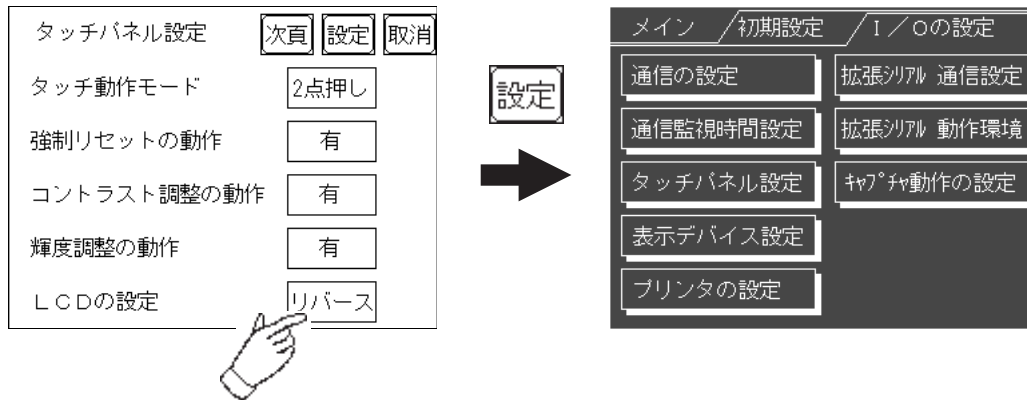 タッチパネル設定 次頁 設定 取消
タッチ動作モード 2点押し
強制リセットの動作 有
コントラスト調整の動作 有
輝度調整の動作 有
LCDの設定 リバース
設定
メイン /初期設定 /I/Oの設定
通信の設定 拡張シリアル 通信設定
通信監視時間設定 拡張シリアル 動作環境
タッチパネル設定 キャプチャ動作の設定
表示デバイス設定
プリンタの設定